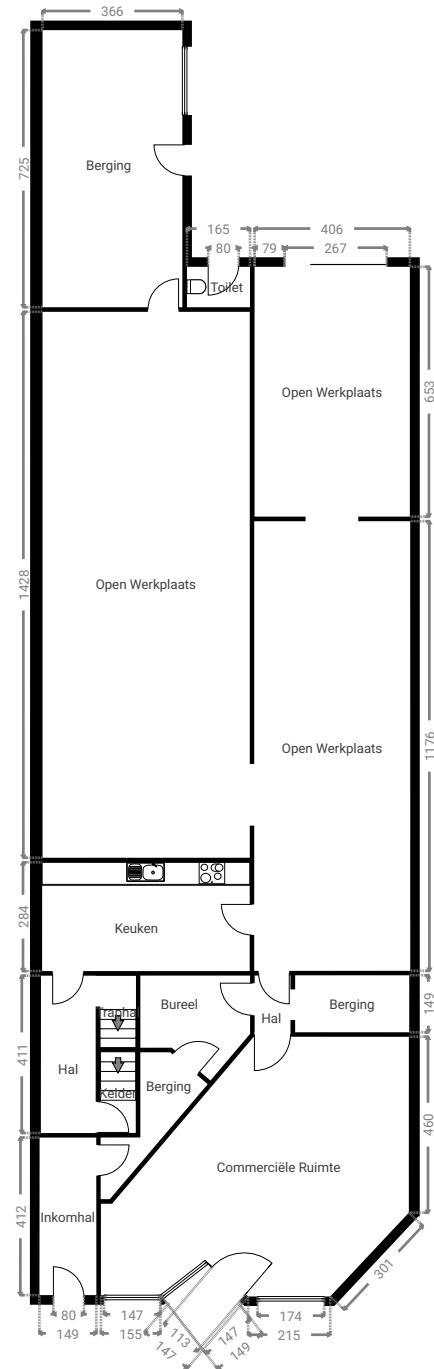 366
725
Berging
165
406
80
79
267
Toilet
Open Werkplaats
653
1428
Open Werkplaats
Open Werkplaats
1176
284
Keuken
411
Traphal
Bureel
Hal
Berging
149
Hal
Kelder
Berging
460
Commerciële Ruimte
412
Inkomhal
301
80
147
113
147
174
149
155
147
149
215